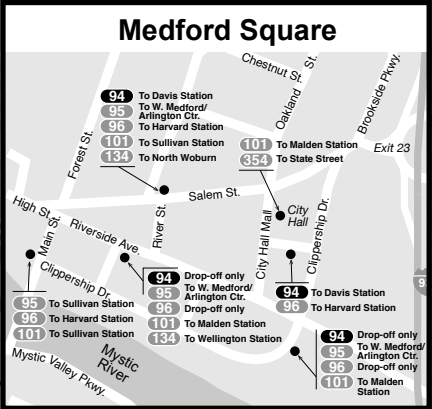 Medford Square
Chestnut St.
Oakland St.
Brookside Pkwy.
Forest St.
94 To Davis Station
95 To W. Medford/
Arlington Ctr.
96 To Harvard Station
101 To Sullivan Station
134 To North Woburn
101 To Malden Station
354 To State Street
Exit 23
Salem St.
High St.
Main St.
Riverside Ave.
River St.
City Hall Mall
City
Hall
Clippership Dr.
Clippership Dr.
94 Drop-off only
95 To W. Medford/
Arlington Ctr.
96 Drop-off only
101 To Malden Station
134 To Wellington Station
94 To Davis Station
96 To Harvard Station
95 To Sullivan Station
96 To Harvard Station
101 To Sullivan Station
94 Drop-off only
95 To W. Medford/
Arlington Ctr.
96 Drop-off only
101 To Malden
Station
Mystic
River
Mystic Valley Pkwy.